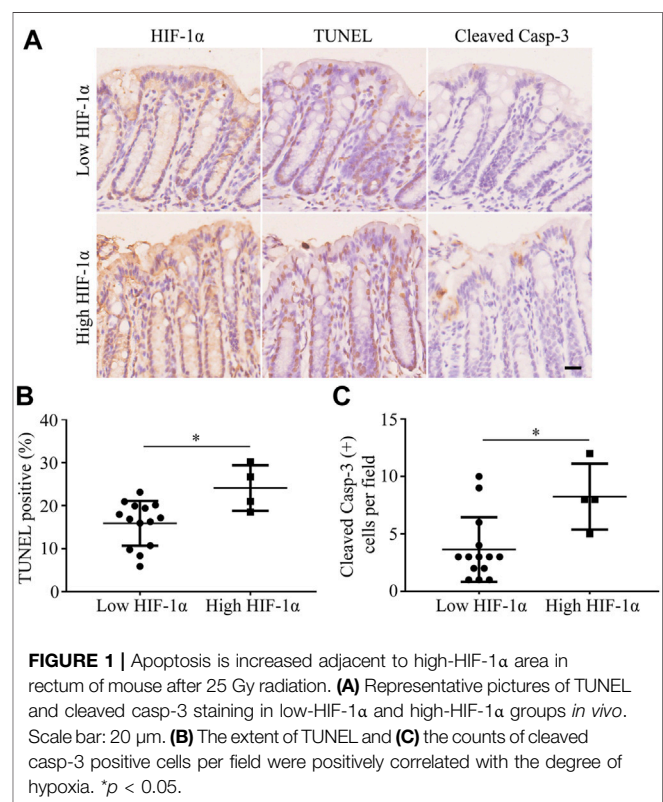 A
HIF-1α TUNEL Cleaved Casp-3
Low HIF-1α
High HIF-1α
B
TUNEL positive (%)
40
30
20
10
0
*
Low HIF-1α High HIF-1α
C
Cleaved Casp-3 (+)
cells per field
15
10
5
0
*
Low HIF-1α High HIF-1α
FIGURE 1 | Apoptosis is increased adjacent to high-HIF-1α area in
rectum of mouse after 25 Gy radiation. (A) Representative pictures of TUNEL
and cleaved casp-3 staining in low-HIF-1α and high-HIF-1α groups in vivo.
Scale bar: 20 μm. (B) The extent of TUNEL and (C) the counts of cleaved
casp-3 positive cells per field were positively correlated with the degree of
hypoxia. *p < 0.05.